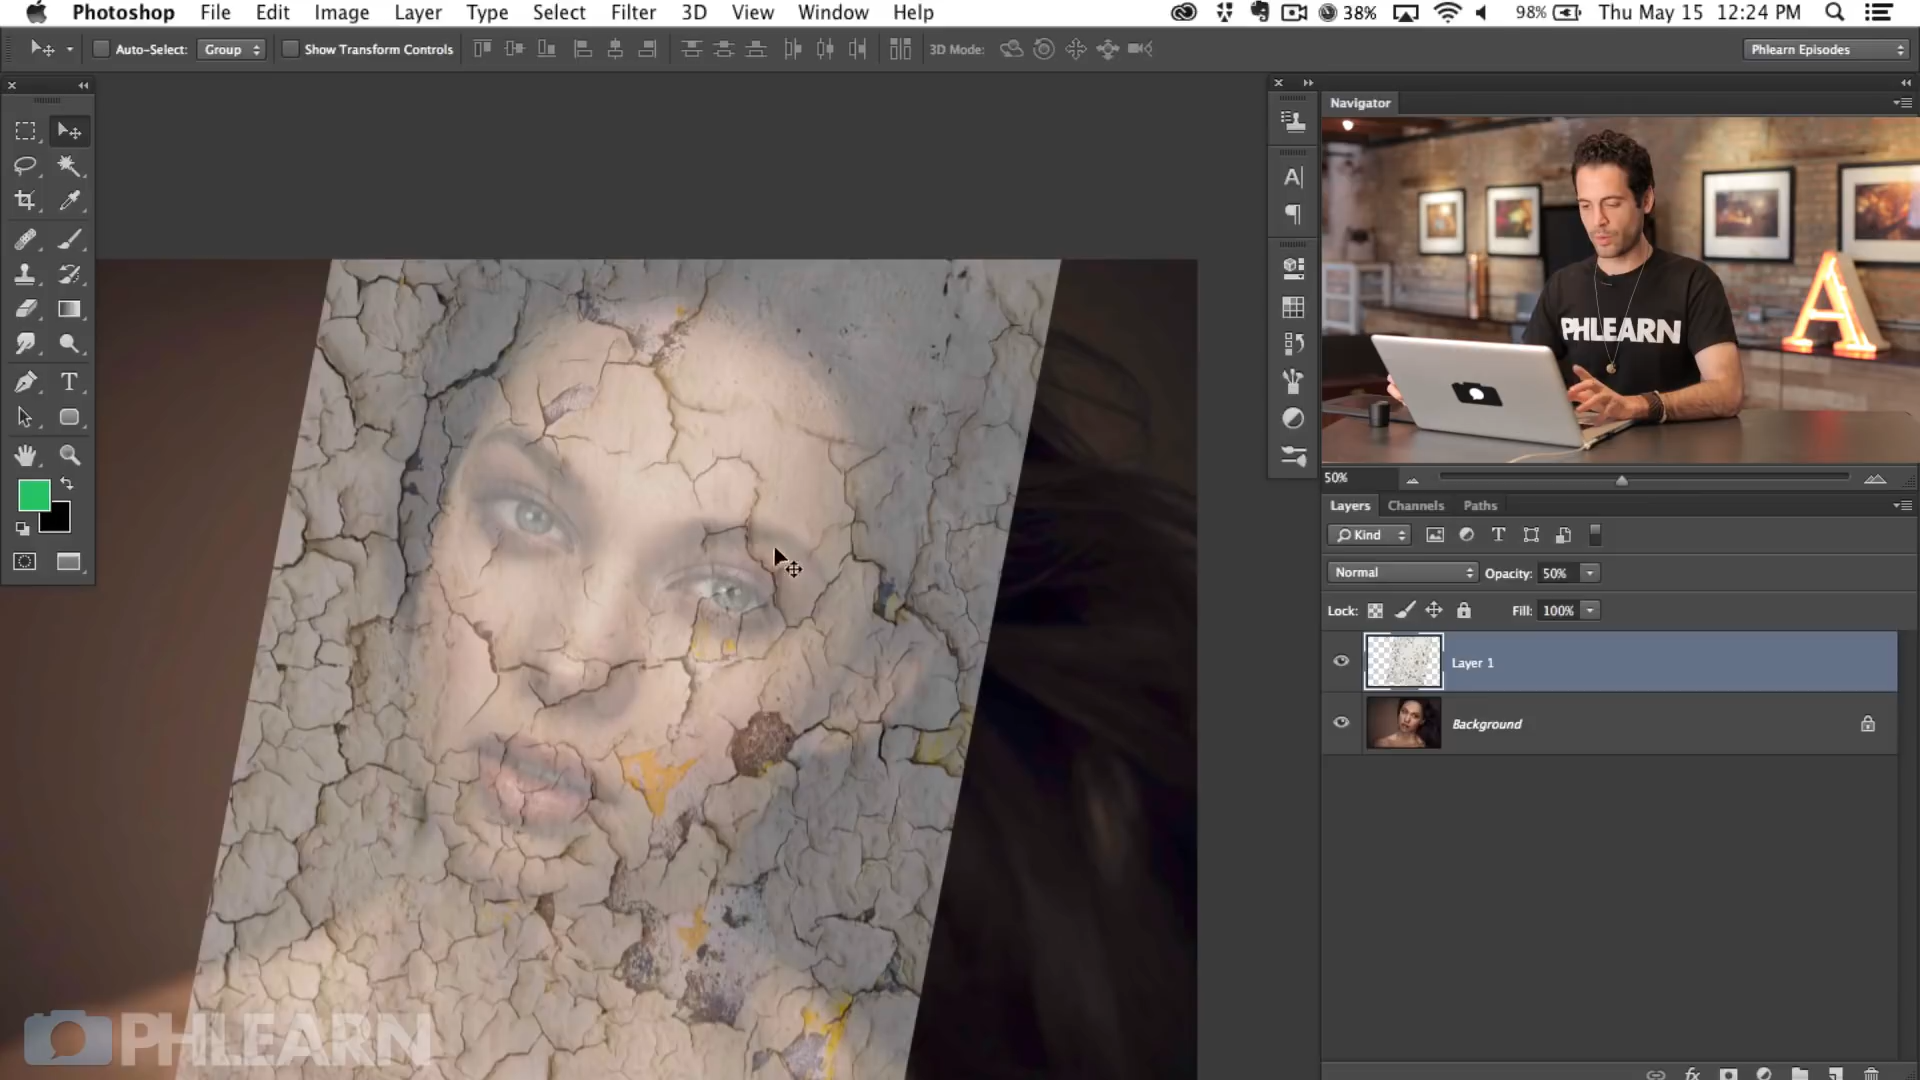 Photoshop File Edit Image Layer Type Select Filter 3D View Window Help 38% 98% Thu May 15 12:24 PM
Auto-Select: Group Show Transform Controls 3D Mode: Phlearn Episodes
Navigator
A
PHLEARN
50%
Layers Channels Paths
Kind
Normal Opacity: 50%
Lock: Fill: 100%
Layer 1
Background
PHLEARN